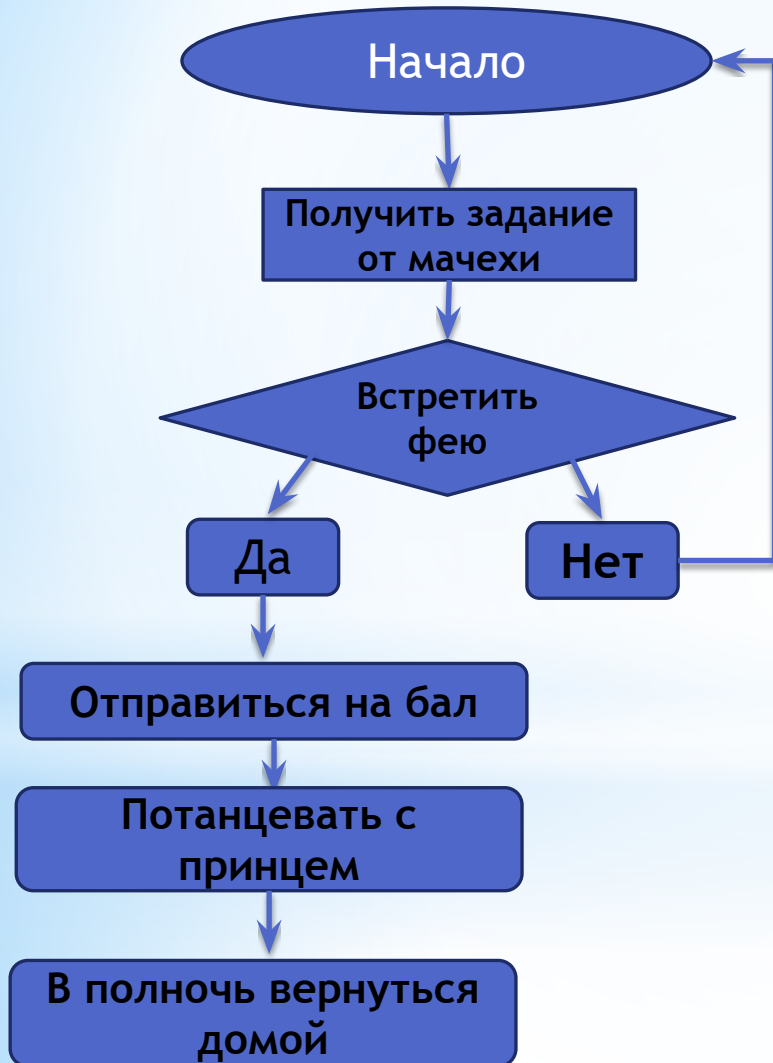 Начало
Получить задание
от мачехи
Встретить
фею
Да
Нет
Отправиться на бал
Потанцевать с
принцем
В полночь вернуться
домой